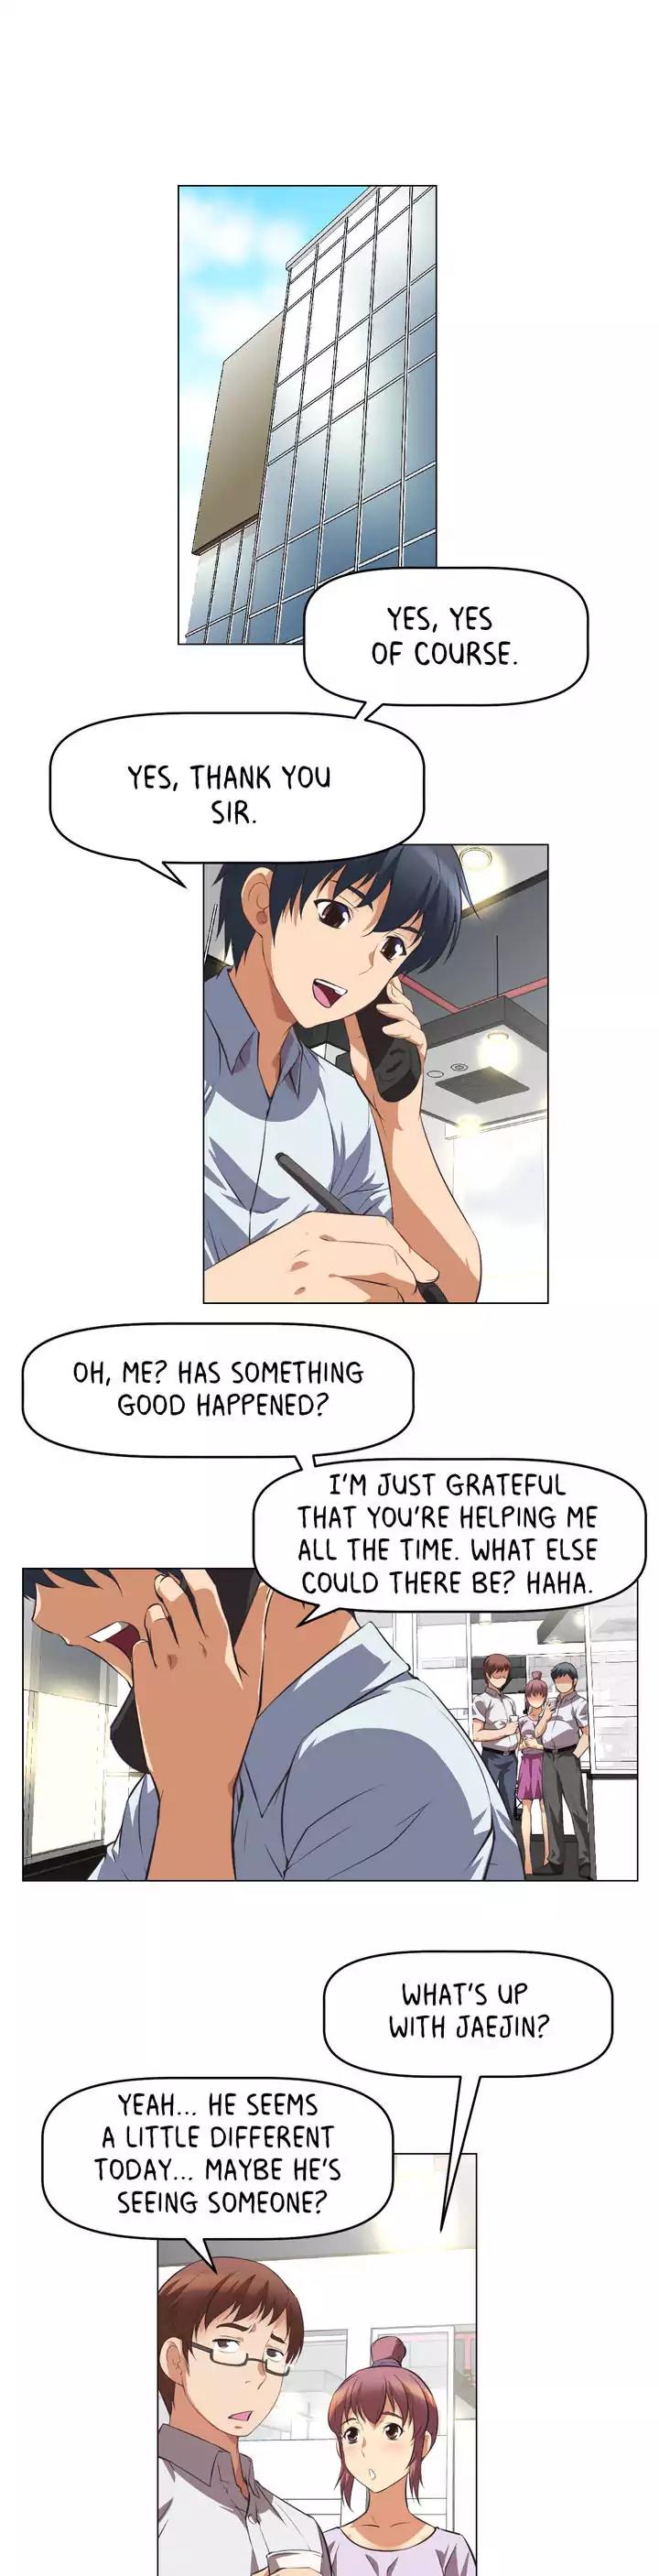 YES, YES
OF COURSE.
YES, THANK YOU
SIR.
OH, ME? HAS SOMETHING
GOOD HAPPENED?
I'M JUST GRATEFUL
THAT YOU'RE HELPING ME
ALL THE TIME. WHAT ELSE
COULD THERE BE? HAHA.
WHAT'S UP
WITH JAEJIN?
YEAH... HE SEEMS
A LITTLE DIFFERENT
TODAY... MAYBE HE'S
SEEING SOMEONE?